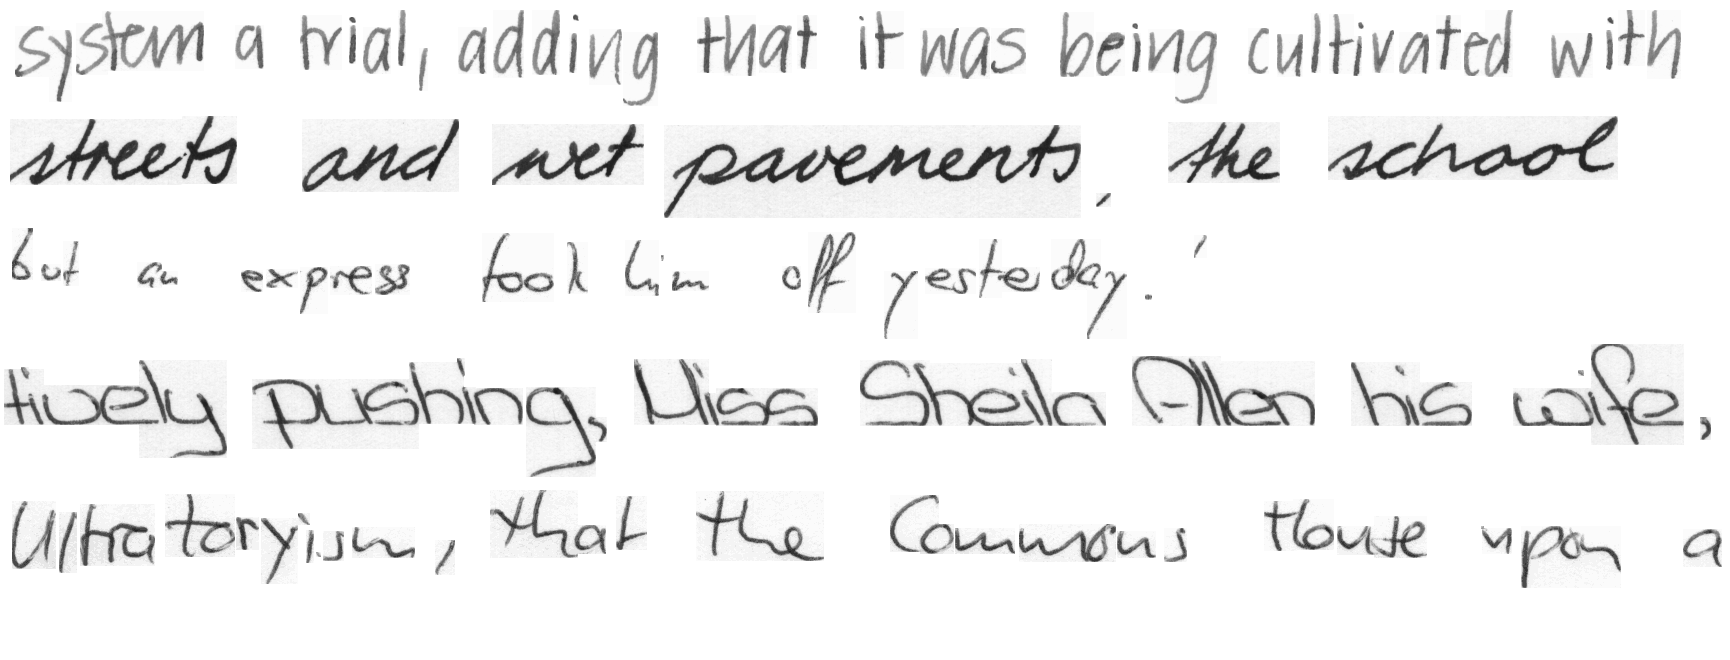 system a trial, adding that it was being cultivated with
streets and wet pavements, the school
but an express took him off yesterday.'
tively pushing, Miss Sheila Allen his wife,
Ultratoryism, that the Commons House upon a